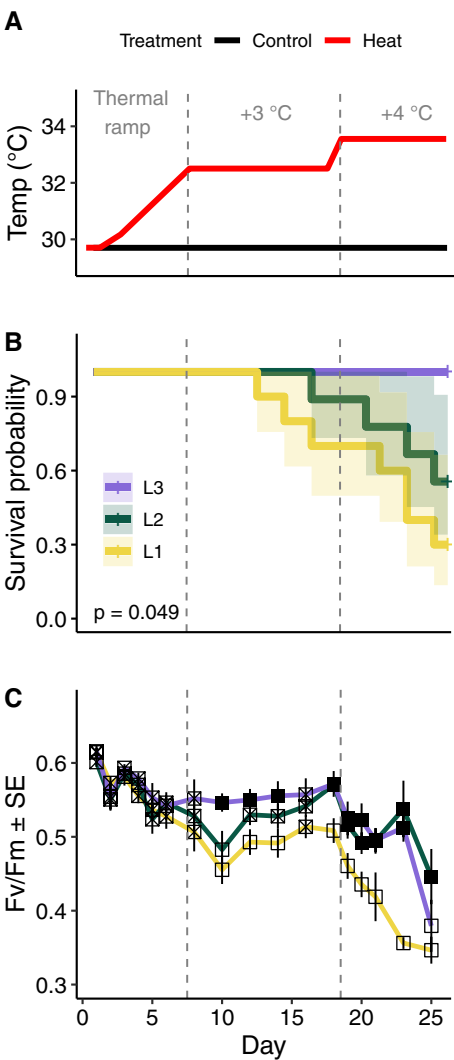 A
Treatment Control Heat
Thermal ramp
+3 °C
+4 °C
34
32
30
Temp (°C)
B
0.9
0.6
0.3
0.0
Survival probability
L3
L2
L1
p = 0.049
C
0.6
0.5
0.4
0.3
Fv/Fm ± SE
0 5 10 15 20 25
Day